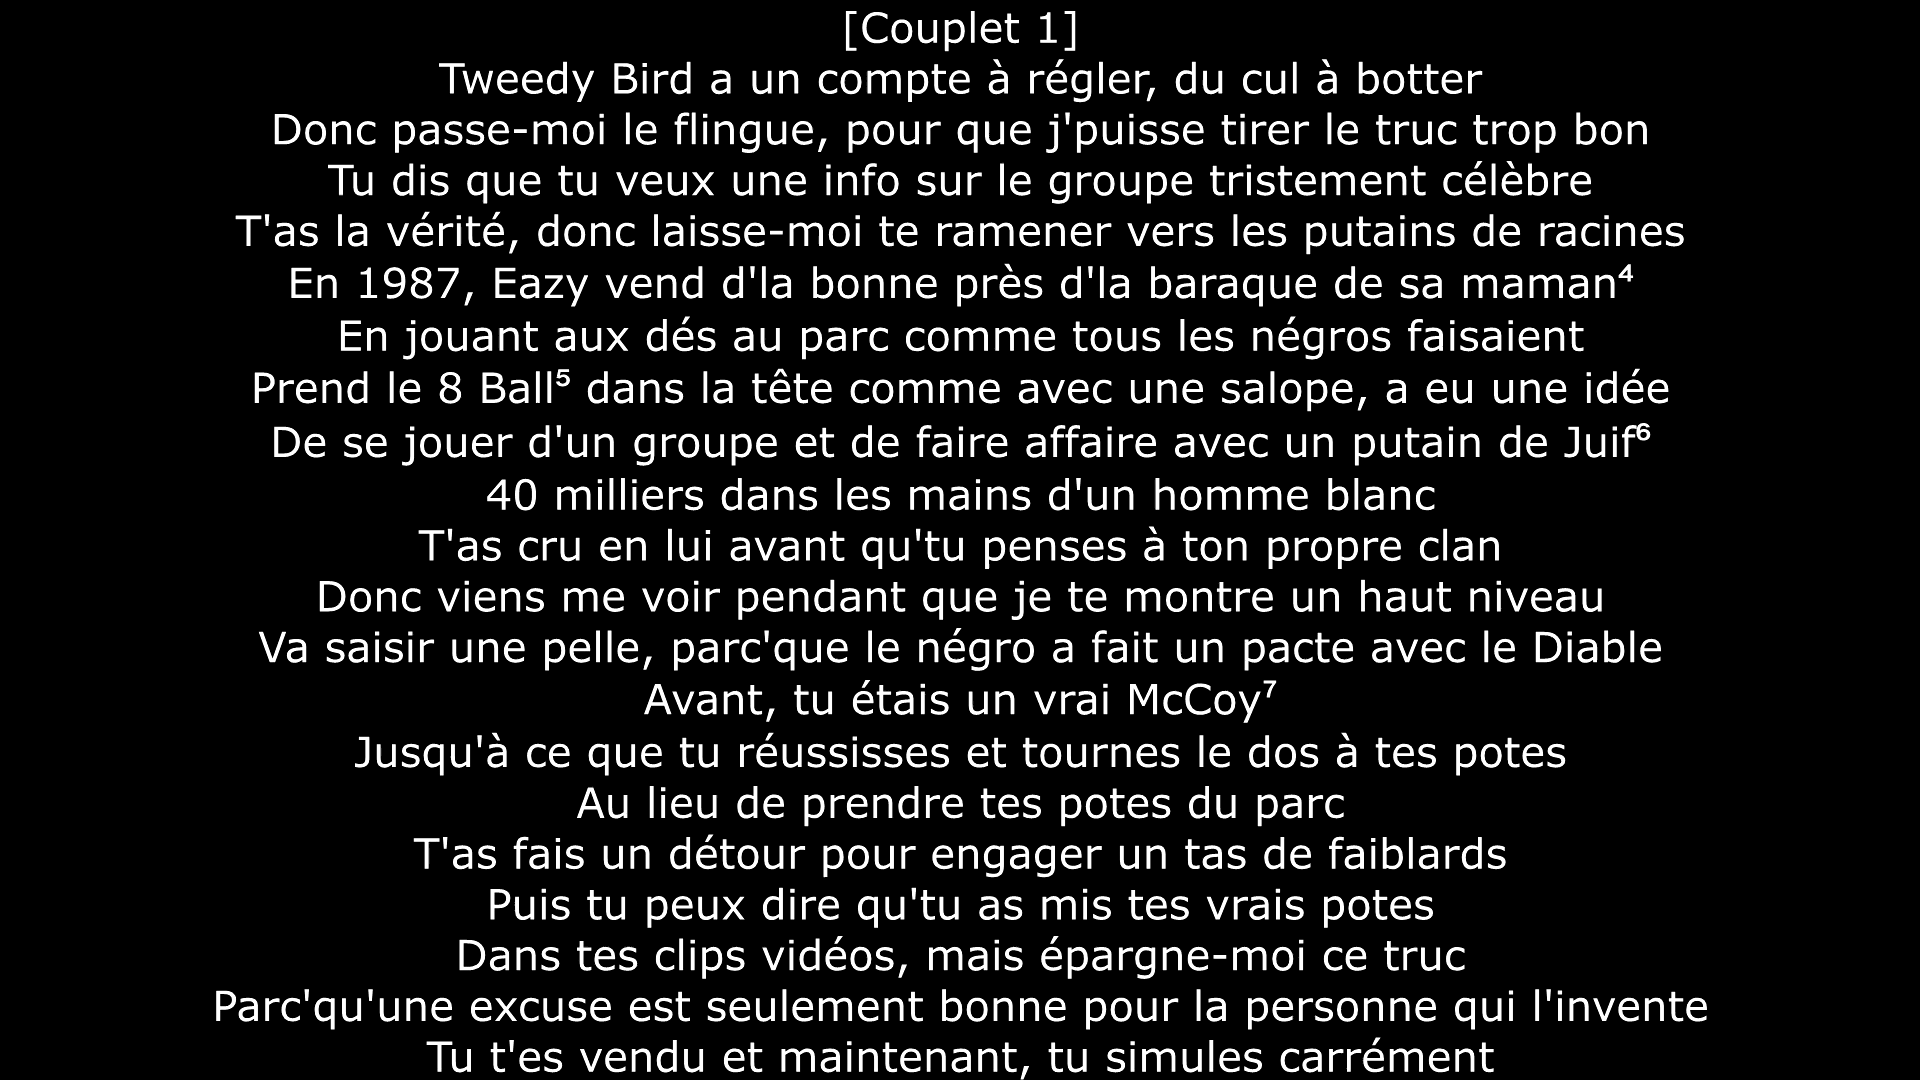 [Couplet 1]
Tweedy Bird a un compte à régler, du cul à botter
Donc passe-moi le flingue, pour que j'puisse tirer le truc trop bon
Tu dis que tu veux une info sur le groupe tristement célèbre
T'as la vérité, donc laisse-moi te ramener vers les putains de racines
En 1987, Eazy vend d'la bonne près d'la baraque de sa maman⁴
En jouant aux dés au parc comme tous les négros faisaient
Prend le 8 Ball⁵ dans la tête comme avec une salope, a eu une idée
De se jouer d'un groupe et de faire affaire avec un putain de Juif⁶
40 milliers dans les mains d'un homme blanc
T'as cru en lui avant qu'tu penses à ton propre clan
Donc viens me voir pendant que je te montre un haut niveau
Va saisir une pelle, parc'que le négro a fait un pacte avec le Diable
Avant, tu étais un vrai McCoy⁷
Jusqu'à ce que tu réussisses et tournes le dos à tes potes
Au lieu de prendre tes potes du parc
T'as fais un détour pour engager un tas de faiblards
Puis tu peux dire qu'tu as mis tes vrais potes
Dans tes clips vidéos, mais épargne-moi ce truc
Parc'qu'une excuse est seulement bonne pour la personne qui l'invente
Tu t'es vendu et maintenant, tu simules carrément